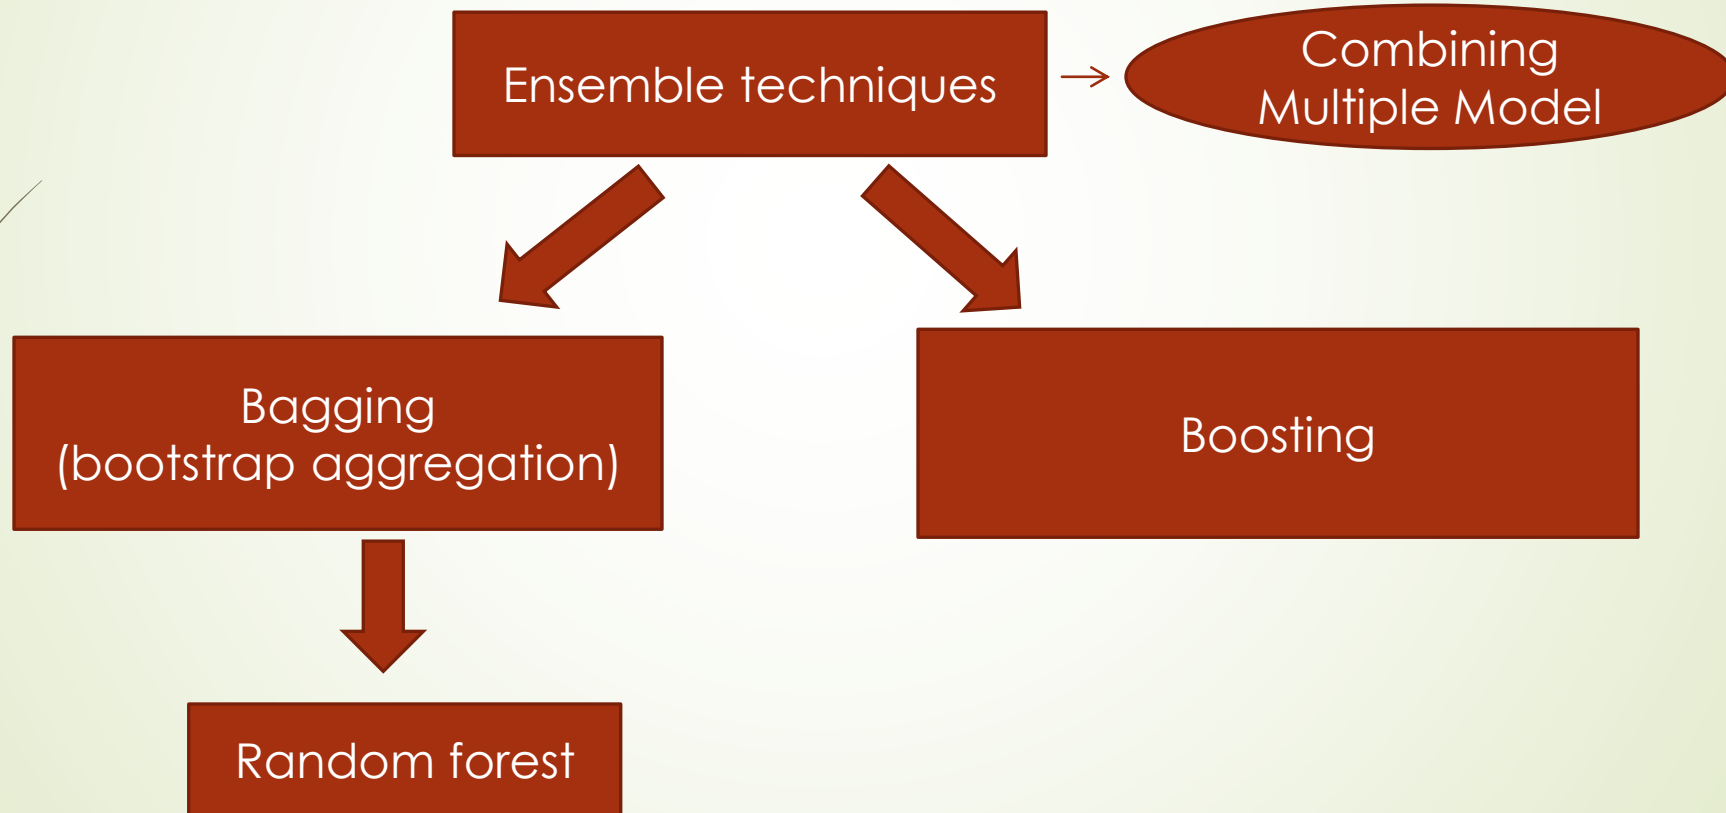 Ensemble techniques
Combining
Multiple Model
Bagging
(bootstrap aggregation)
Boosting
Random forest